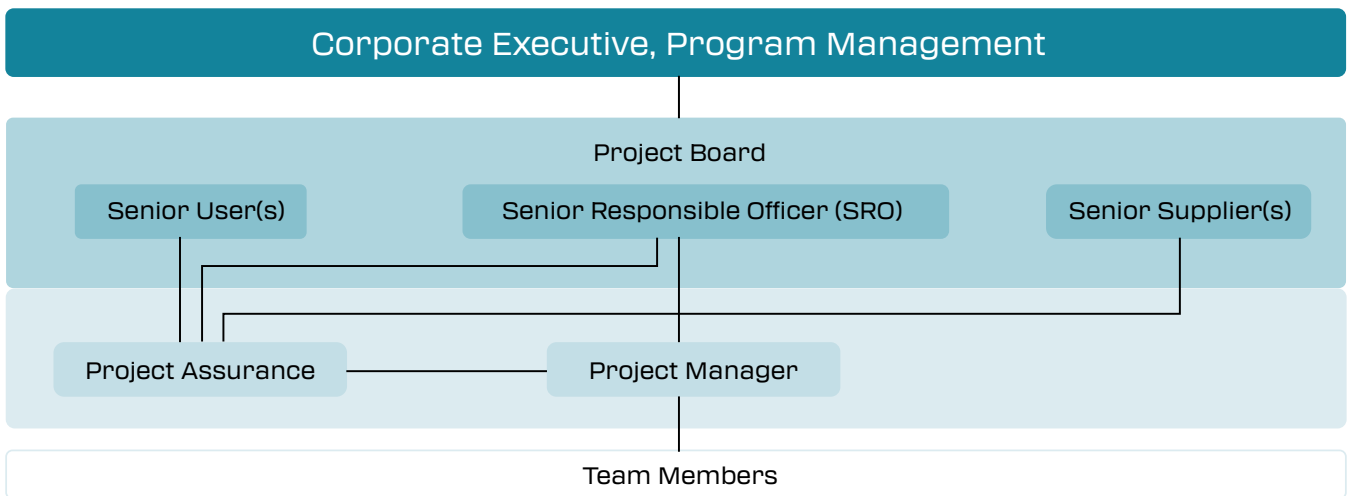 Corporate Executive, Program Management
Project Board
Senior User(s)
Senior Responsible Officer (SRO)
Senior Supplier(s)
Project Assurance
Project Manager
Team Members